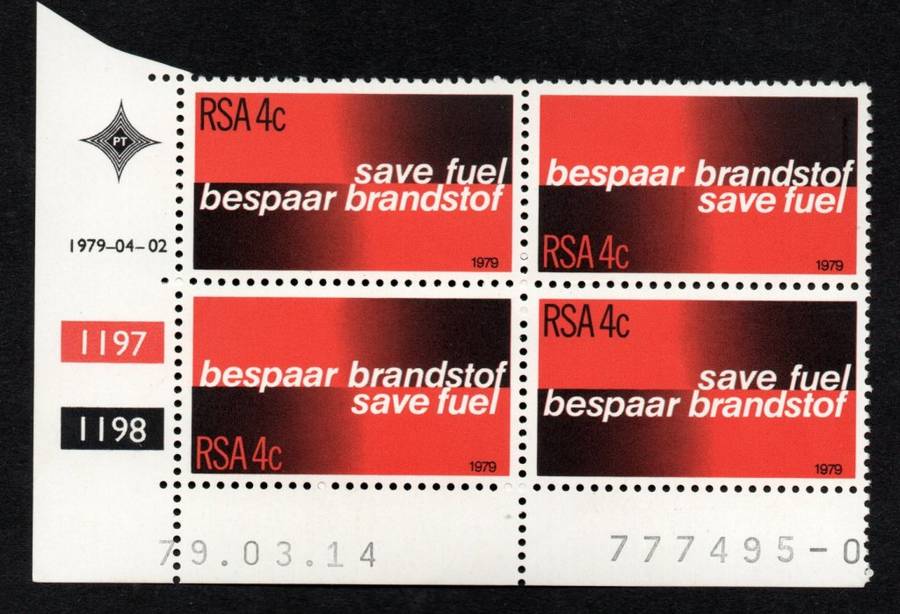 RSA 4c
save fuel
bespaar brandstof
1979
bespaar brandstof
save fuel
RSA 4c
1979
PT
1979-04-02
1197
1198
bespaar brandstof
save fuel
RSA 4c
1979
RSA 4c
save fuel
bespaar brandstof
1979
79.03.14
777495-0